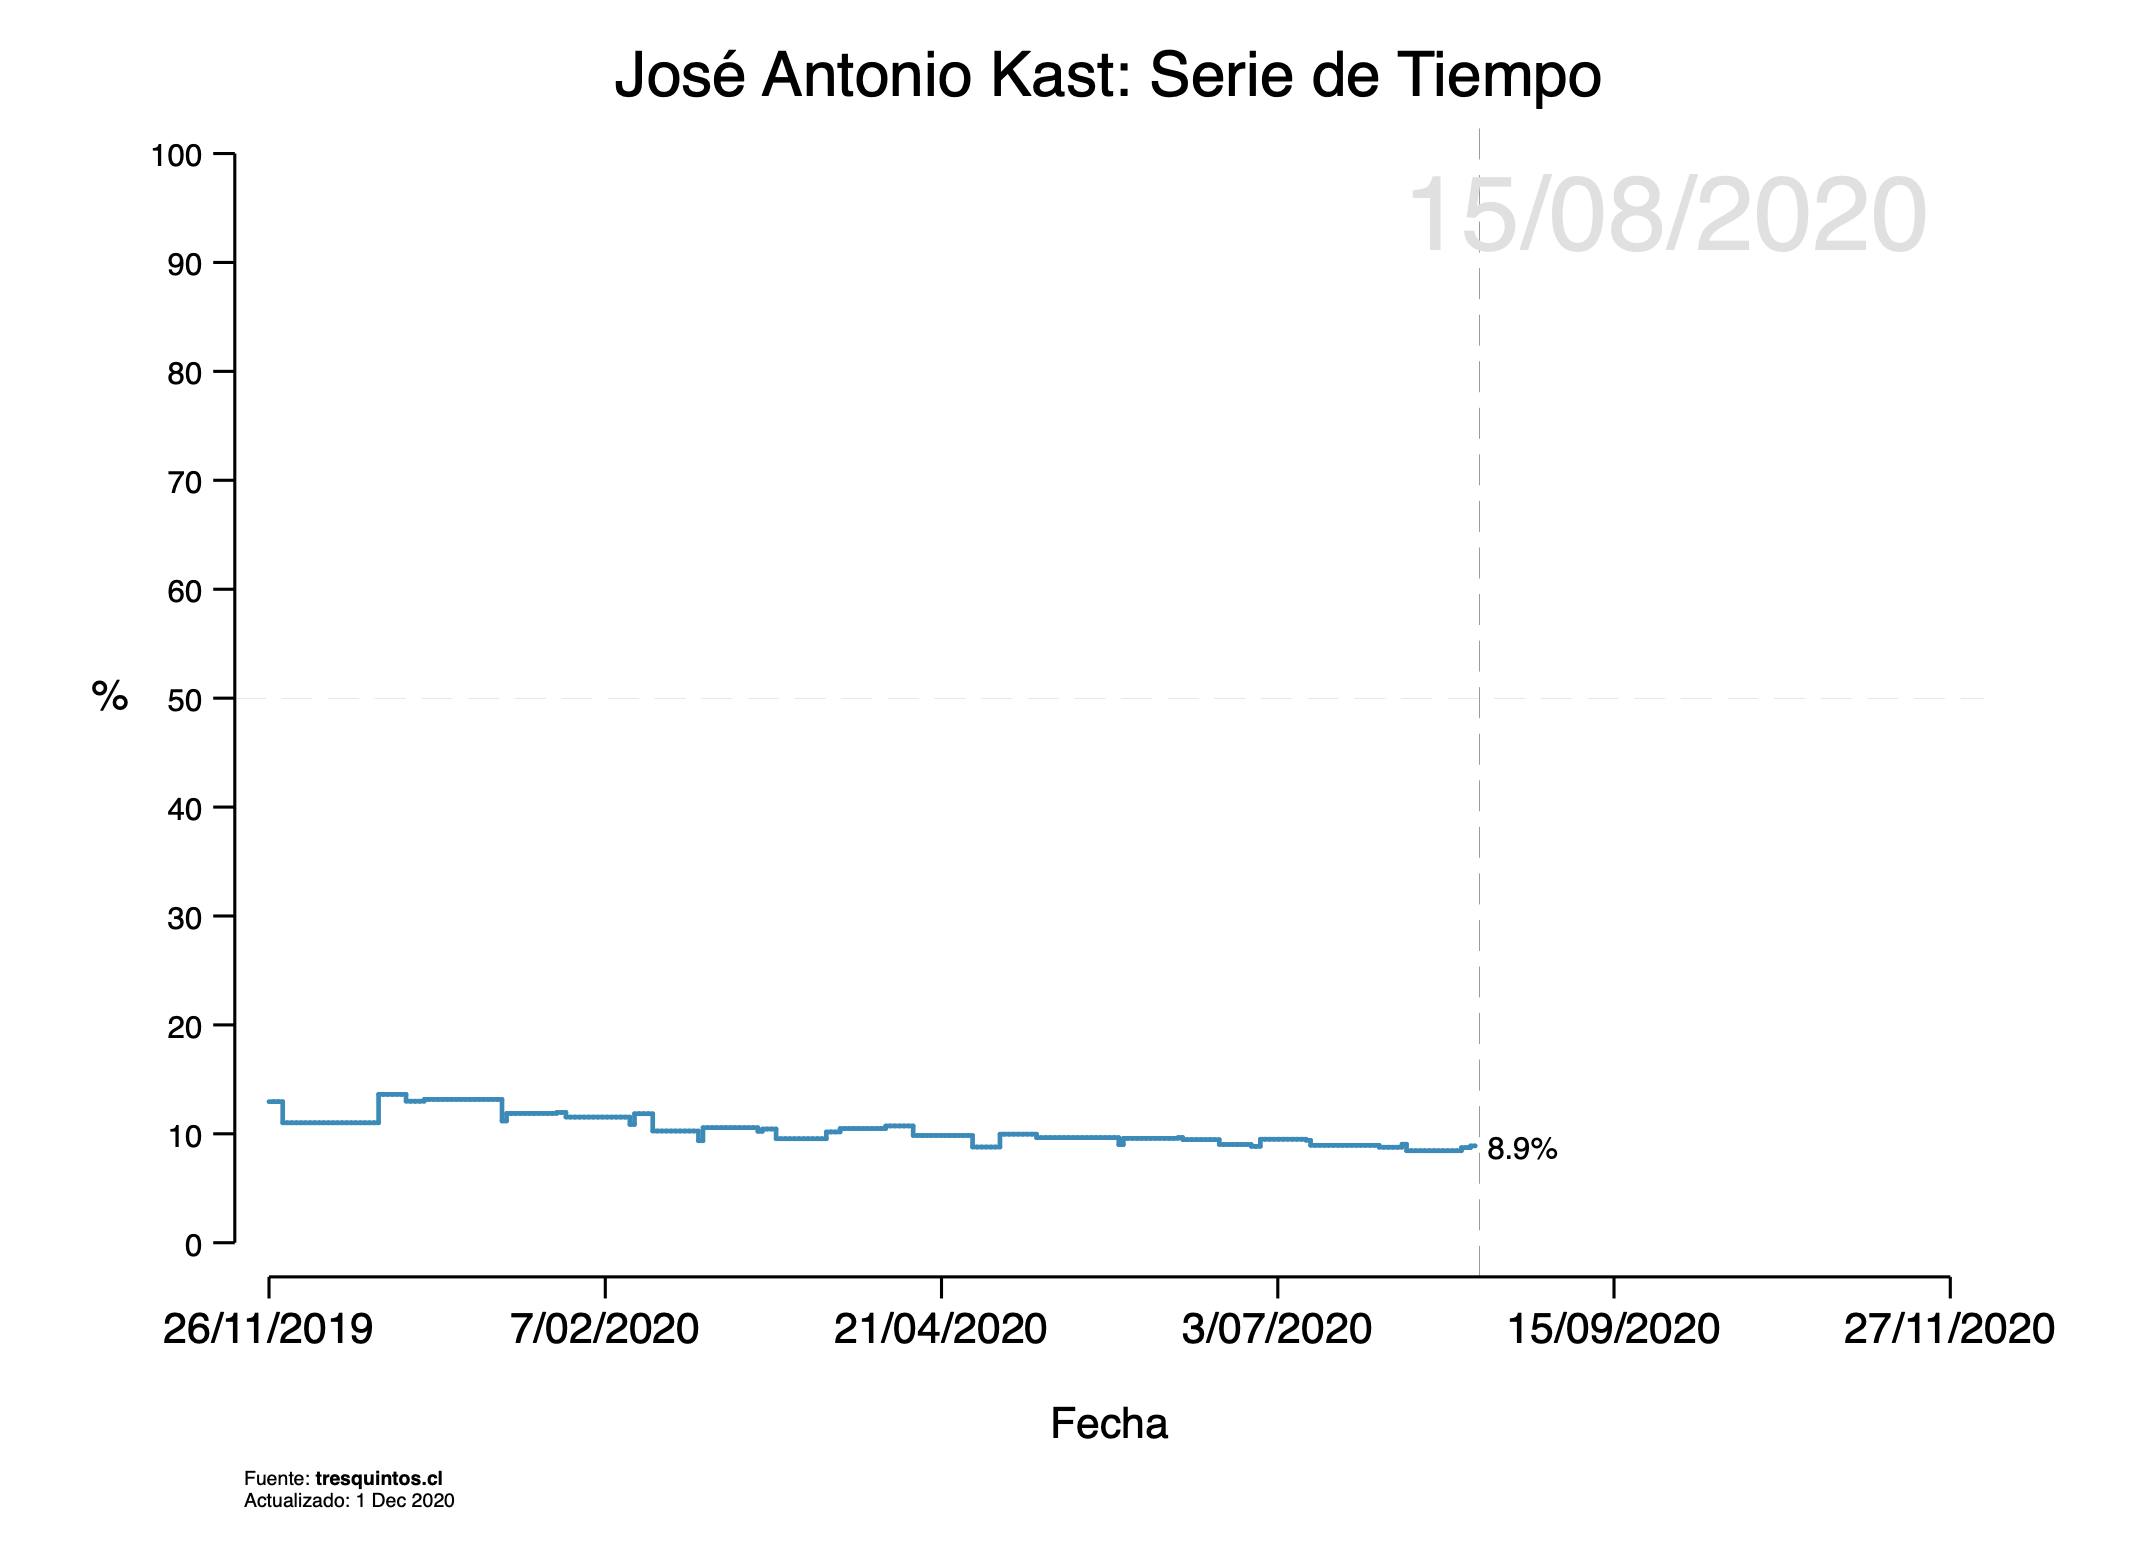 José Antonio Kast: Serie de Tiempo
15/08/2020
100
90
80
70
60
50
40
30
20
10
0
%
8.9%
26/11/2019 7/02/2020 21/04/2020 3/07/2020 15/09/2020 27/11/2020
Fecha
Fuente: tresquintos.cl
Actualizado: 1 Dec 2020